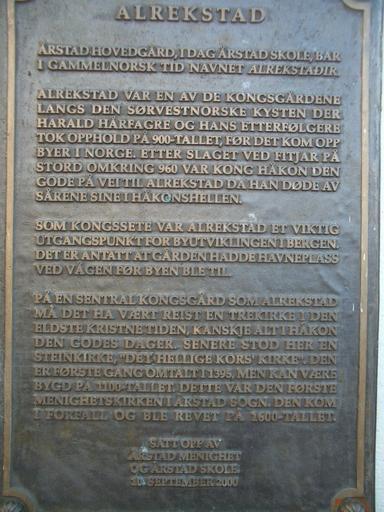 ALREKSTAD
ÅRSTAD HOVEDGÅRD, I DAG ÅRSTAD SKOLE, BAR
I GAMMELNORSK TID NAVNET ALREKSTAÐIR.
ALREKSTAD VAR EN AV DE KONGSGÅRDENE
LANGS DEN SØRVESTNORSKE KYSTEN DER
HARALD HÅRFAGRE OG HANS ETTERFØLGERE
TOK OPPHOLD PÅ 900-TALLET, FØR DET KOM OPP
BYER I NORGE. ETTER SLAGET VED FITJAR PÅ
STORD OMKRING 960 VAR KONG HÅKON DEN
GODE PÅ VEI TIL ALREKSTAD DA HAN DØDE AV
SÅRENE SINE I HÅKONSHELLEN.
SOM KONGSSETE VAR ALREKSTAD ET VIKTIG
UTGANGSPUNKT FOR BYUTVIKLINGEN I BERGEN.
DET ER ANTATT AT GÅRDEN HADDE HAVNEPLASS
VED VÅGEN FØR BYEN BLE TIL.
PÅ EN SENTRAL KONGSGÅRD SOM ALREKSTAD
MÅ DET HA VÆRT REIST EN TREKIRKE I DEN
ELDSTE KRISTNE TIDEN, KANSKJE ALT I HÅKON
DEN GODES DAGER. SENERE STOD HER EN
STEINKIRKE, "DET HELLIGE KORS' KIRKE". DEN
ER FØRSTE GANG OMTALT I 1395, MEN KAN VÆRE
BYGD PÅ 1100-TALLET. DETTE VAR DEN FØRSTE
MENIGHETSKIRKEN I ÅRSTAD SOGN. DEN KOM
I FORFALL OG BLE REVET PÅ 1600-TALLET.
SATT OPP AV
ÅRSTAD MENIGHET
OG ÅRSTAD SKOLE
10. SEPTEMBER 2000